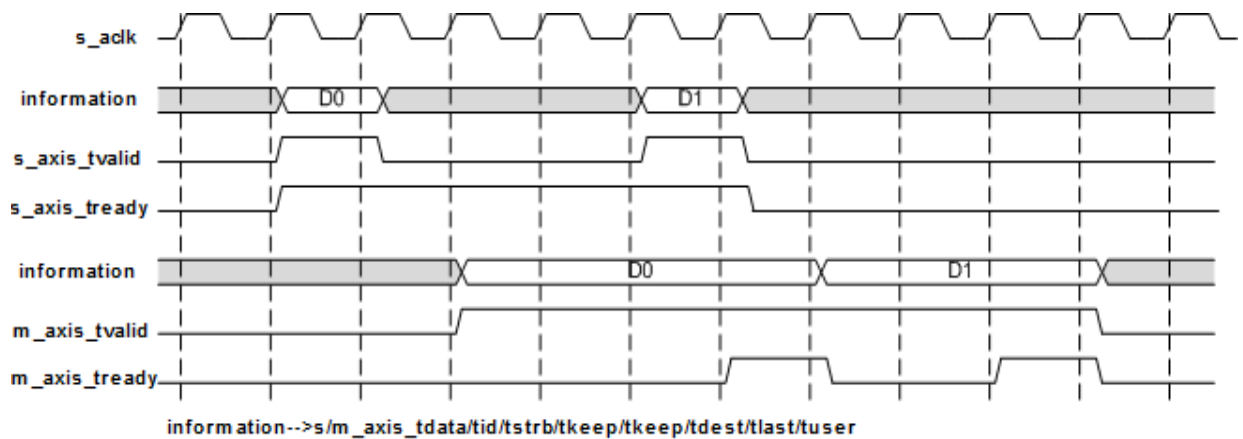 s_aclk
information D0 D1
s_axis_tvalid
s_axis_tready
information D0 D1
m_axis_tvalid
m_axis_tready
information-->s/m_axis_tdata/tid/tstrb/tkeep/tkeep/tdest/tlast/tuser